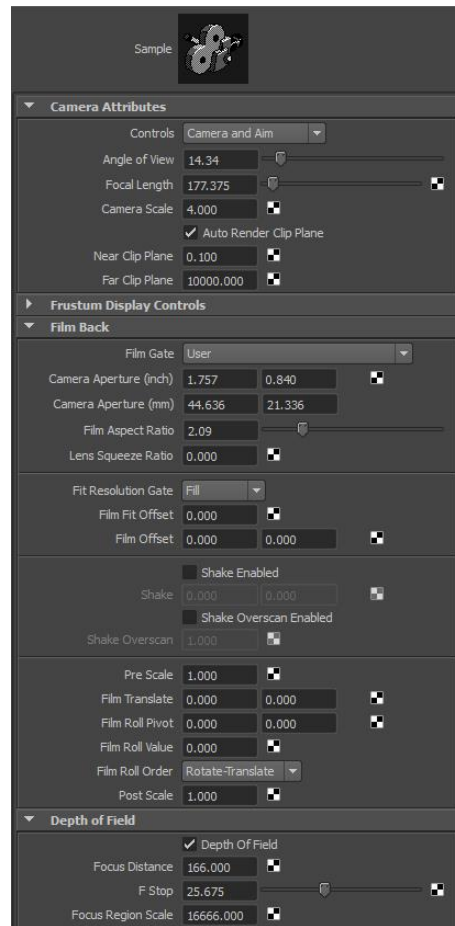 Sample
Camera Attributes
Controls Camera and Aim
Angle of View 14.34
Focal Length 177.375
Camera Scale 4.000
Auto Render Clip Plane
Near Clip Plane 0.100
Far Clip Plane 10000.000
Frustum Display Controls
Film Back
Film Gate User
Camera Aperture (inch) 1.757 0.840
Camera Aperture (mm) 44.636 21.336
Film Aspect Ratio 2.09
Lens Squeeze Ratio 0.000
Fit Resolution Gate Fill
Film Fit Offset 0.000
Film Offset 0.000 0.000
Shake Enabled
Shake 0.000 0.000
Shake Overscan Enabled
Shake Overscan 1.000
Pre Scale 1.000
Film Translate 0.000 0.000
Film Roll Pivot 0.000 0.000
Film Roll Value 0.000
Film Roll Order Rotate-Translate
Post Scale 1.000
Depth of Field
Depth Of Field
Focus Distance 166.000
F Stop 25.675
Focus Region Scale 16666.000